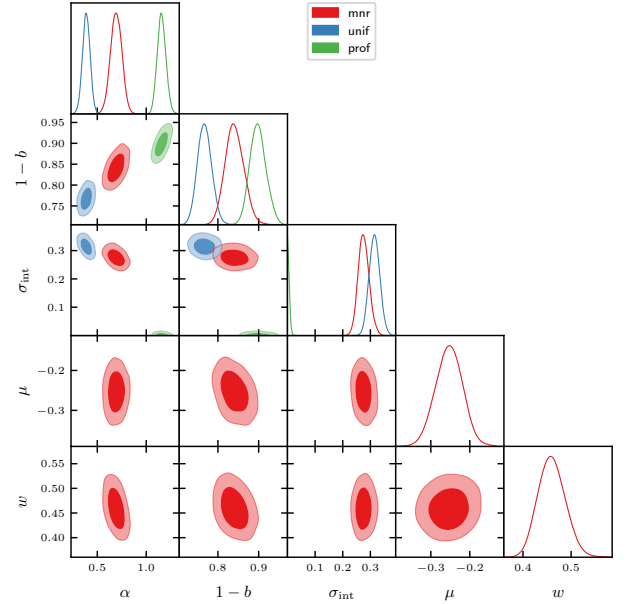 mnr
unif
prof
0.95
0.90
0.85
0.80
0.75
1 − b
0.3
0.2
0.1
σint
−0.2
−0.3
μ
0.55
0.50
0.45
0.40
w
0.5 1.0 0.8 0.9 0.1 0.2 0.3 −0.3 −0.2 0.4 0.5
α 1 − b σint μ w